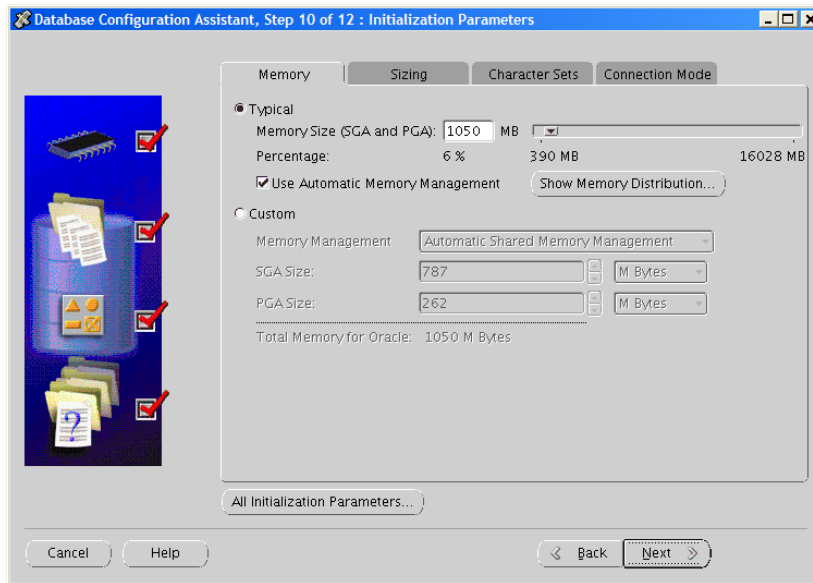 Database Configuration Assistant, Step 10 of 12 : Initialization Parameters
Memory Sizing Character Sets Connection Mode
Typical
Memory Size (SGA and PGA): 1050 MB
Percentage: 6 % 390 MB 16028 MB
Use Automatic Memory Management Show Memory Distribution...
Custom
Memory Management Automatic Shared Memory Management
SGA Size: 787 M Bytes
PGA Size: 262 M Bytes
Total Memory for Oracle: 1050 M Bytes
?
All Initialization Parameters...
Cancel Help Back Next